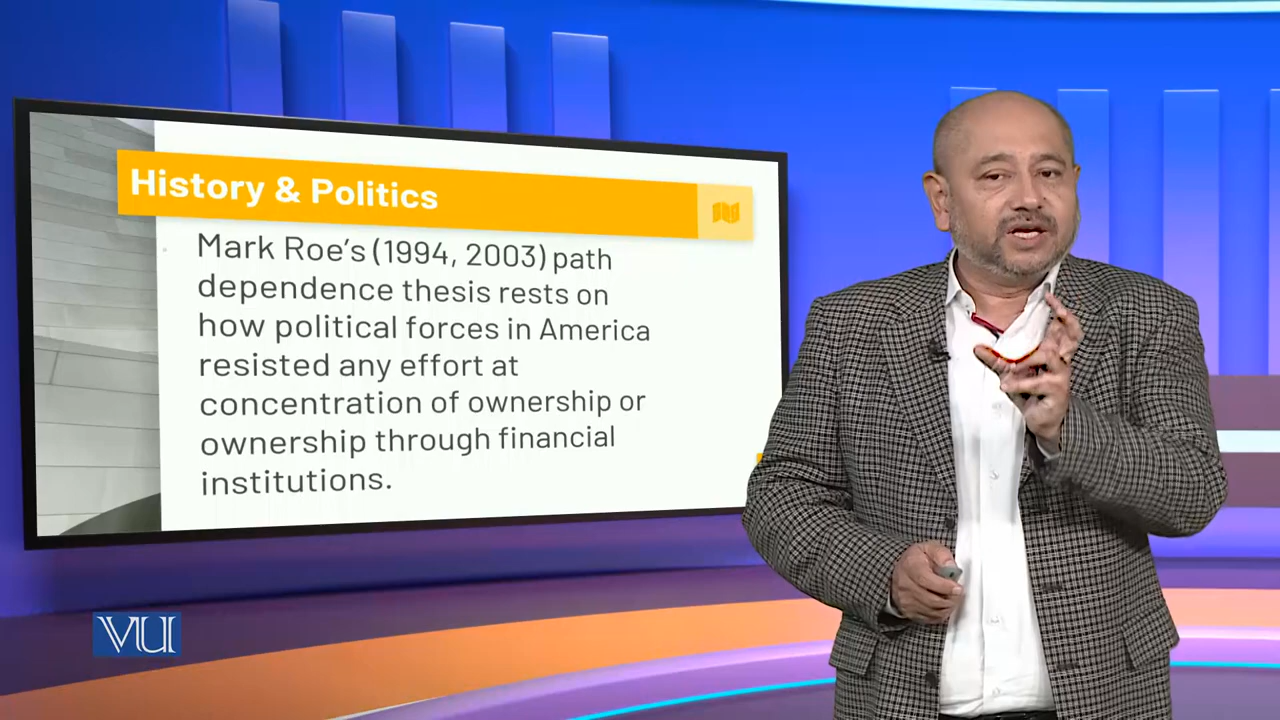 History & Politics
Mark Roe's (1994, 2003) path
dependence thesis rests on
how political forces in America
resisted any effort at
concentration of ownership or
ownership through financial
institutions.
VU